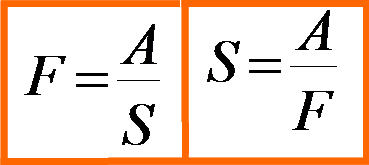 F = A/S
S = A/F